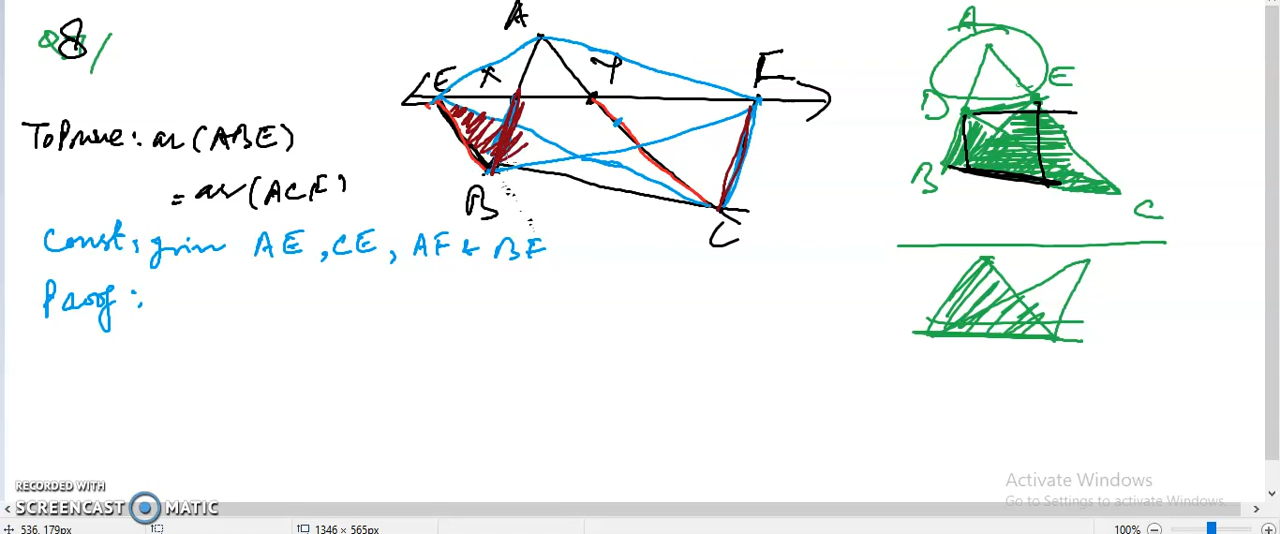 8/
A
E
X
Y
F
B
C
To Prove: ar (ABE)
= ar (ACF)
Const: join AE, CE, AF & BF
Proof:
A
D
E
B
C
Activate Windows
Go to Settings to activate Windows.
RECORDED WITH
SCREENCAST MATIC
536, 179px
1346 × 565px
100%